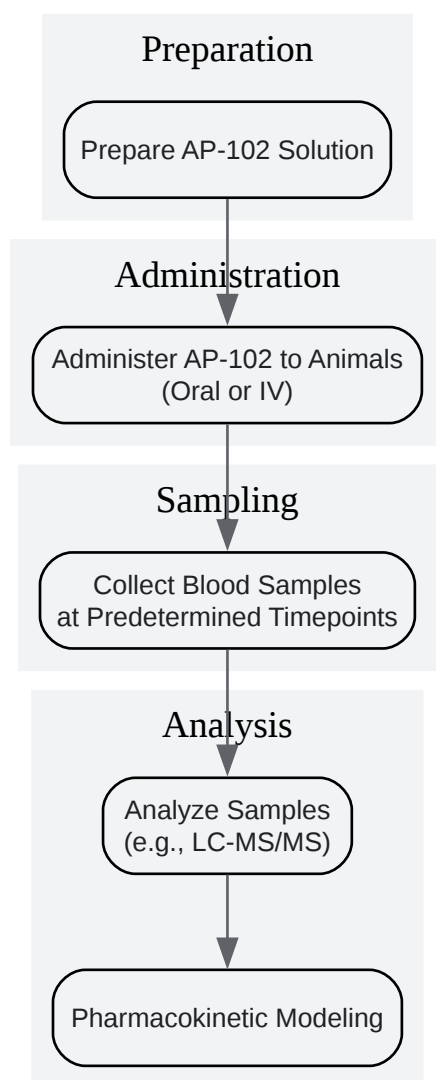 Preparation
Prepare AP-102 Solution
Administration
Administer AP-102 to Animals
(Oral or IV)
Sampling
Collect Blood Samples
at Predetermined Timepoints
Analysis
Analyze Samples
(e.g., LC-MS/MS)
Pharmacokinetic Modeling